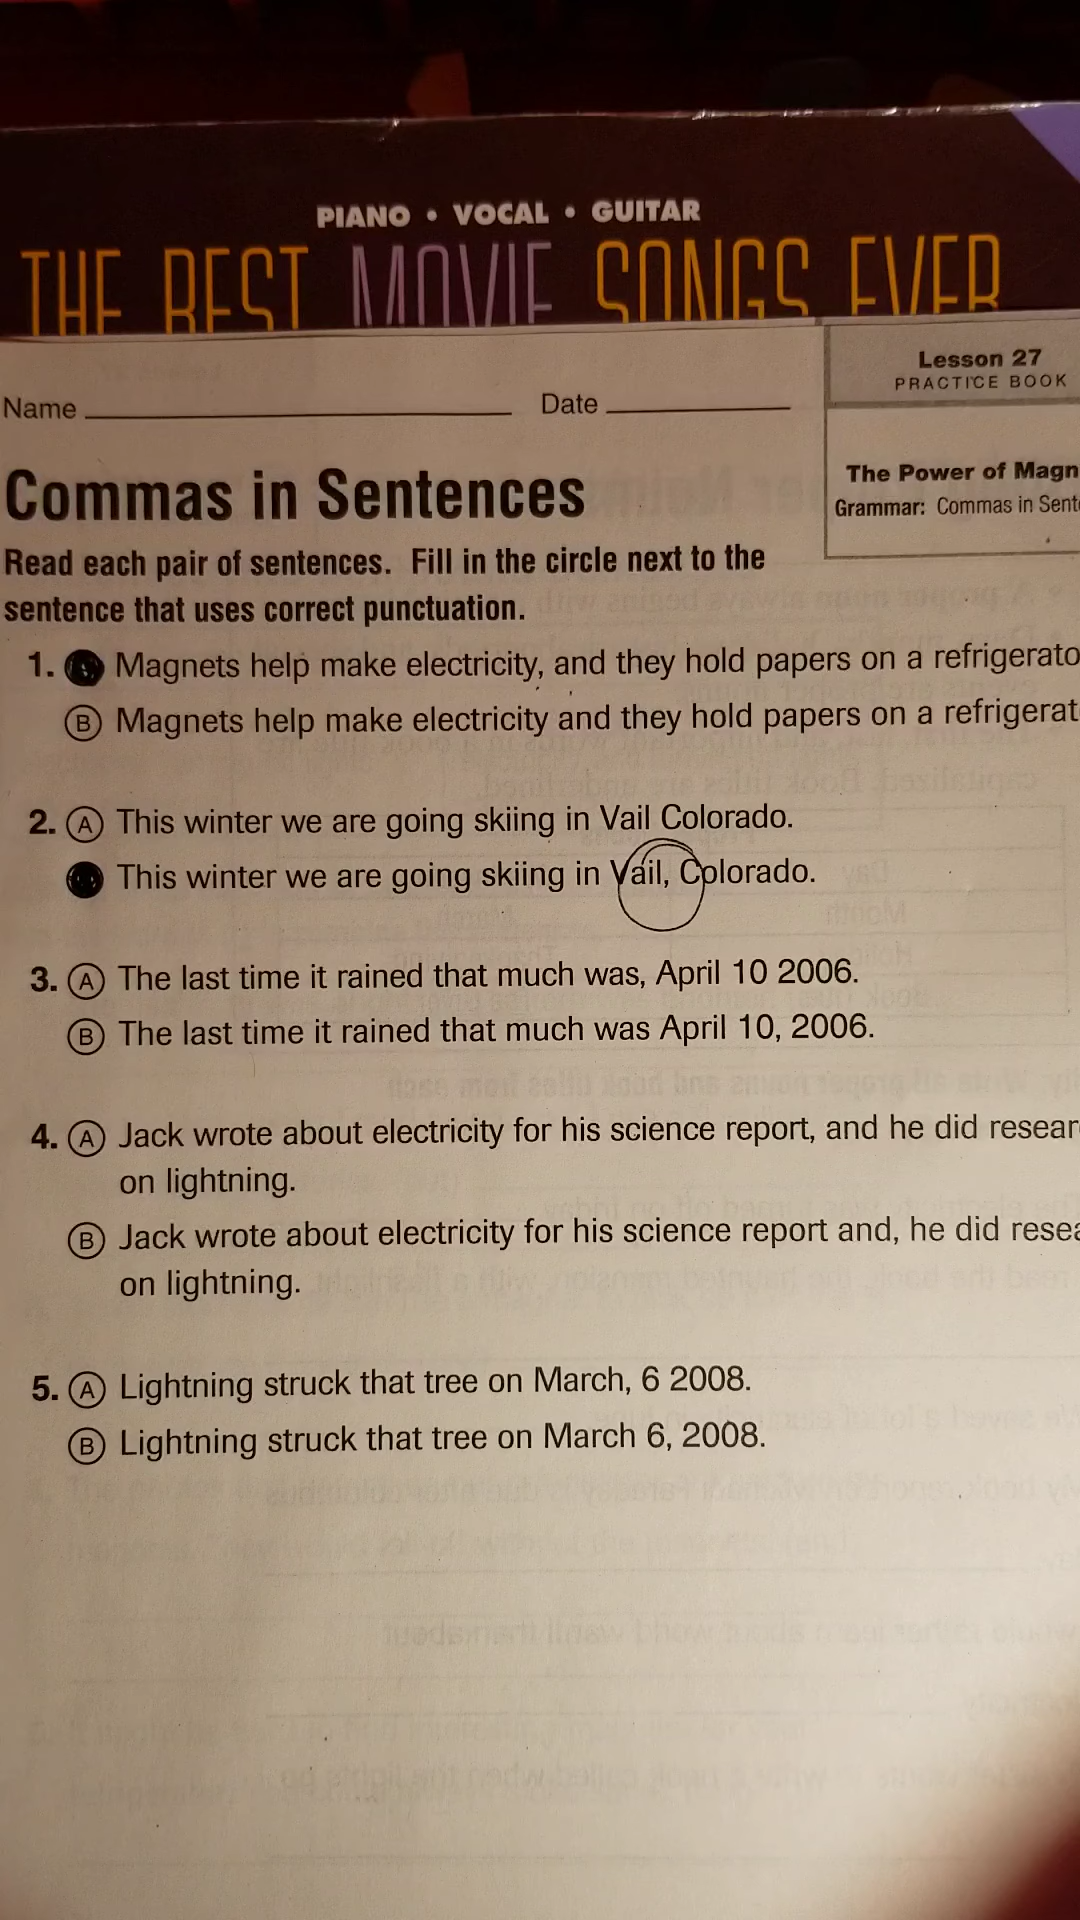 PIANO • VOCAL • GUITAR
THE BEST MOVIE SONGS EVER
Lesson 27
PRACTICE BOOK
Name Date
The Power of Magn
Grammar: Commas in Sent
Commas in Sentences
Read each pair of sentences. Fill in the circle next to the
sentence that uses correct punctuation.
1. Magnets help make electricity, and they hold papers on a refrigerato
B Magnets help make electricity and they hold papers on a refrigerat
2. A This winter we are going skiing in Vail Colorado.
This winter we are going skiing in Vail, Colorado.
3. A The last time it rained that much was, April 10 2006.
B The last time it rained that much was April 10, 2006.
4. A Jack wrote about electricity for his science report, and he did resear
on lightning.
B Jack wrote about electricity for his science report and, he did resea
on lightning.
5. A Lightning struck that tree on March, 6 2008.
B Lightning struck that tree on March 6, 2008.